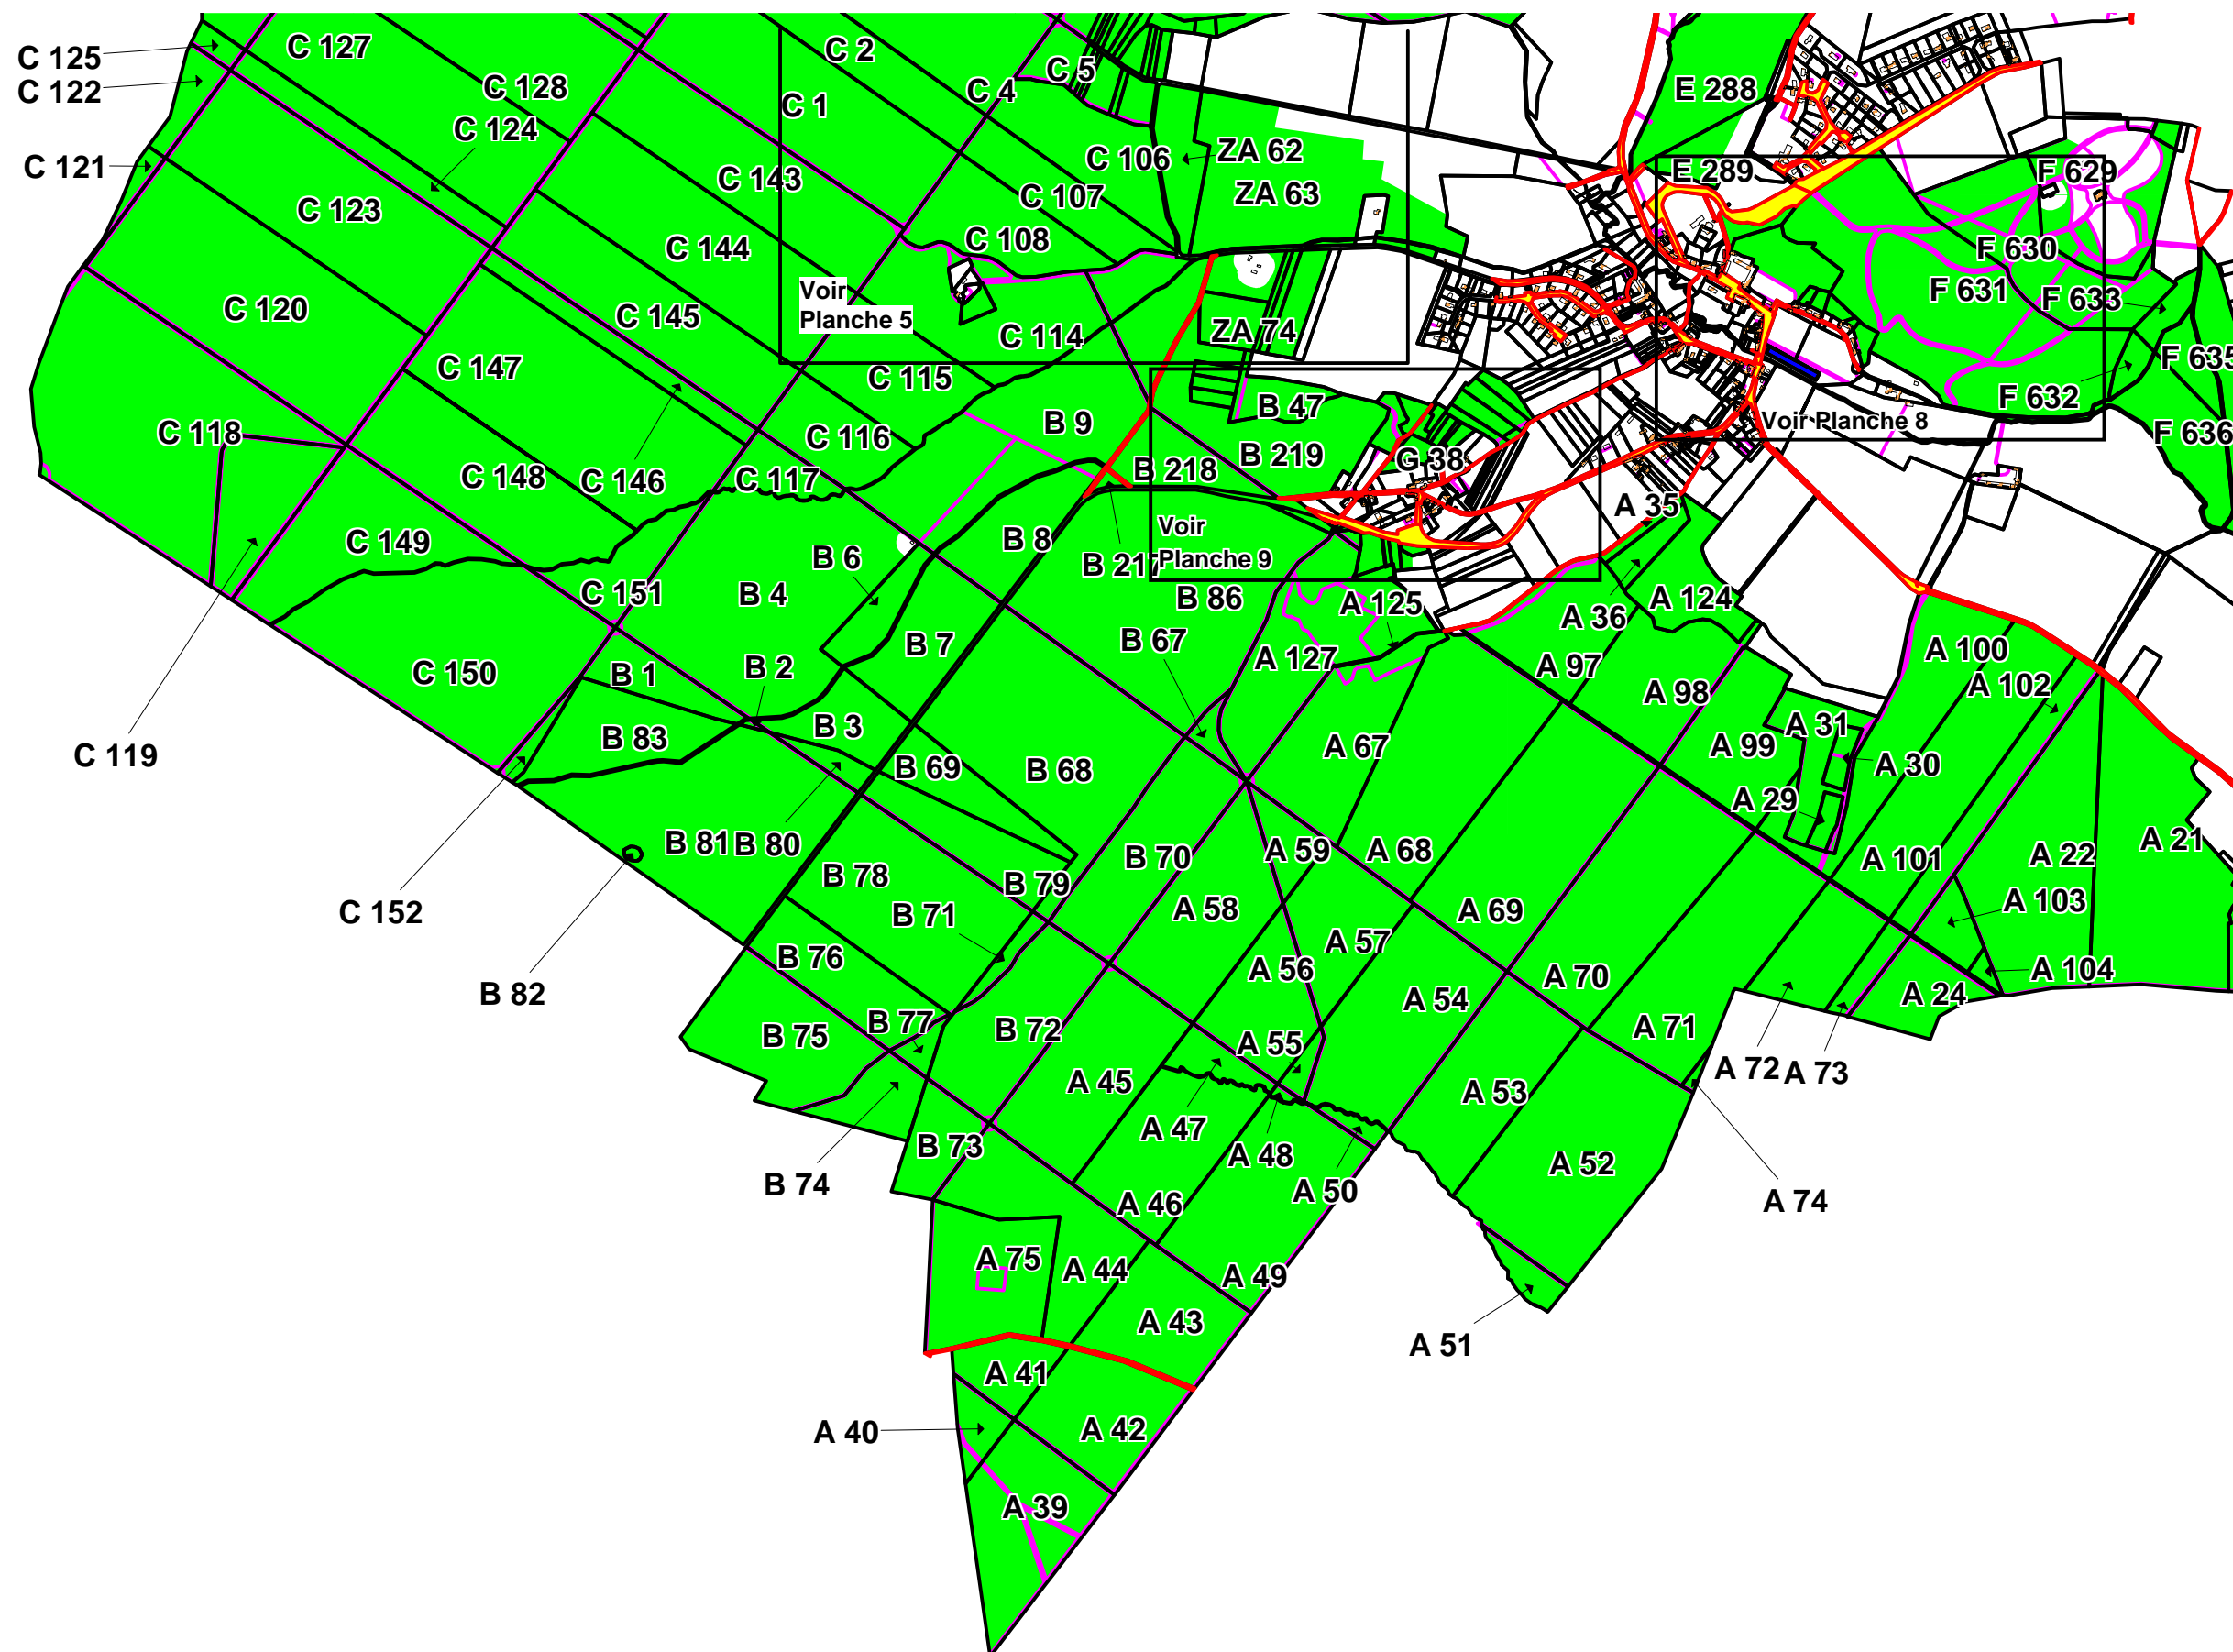 C 125
C 127
C 2
C 5
C 122
C 128
C 4
E 288
C 1
C 124
C 106
ZA 62
C 121
C 143
C 107
ZA 63
E 289
F 629
C 123
C 144
C 108
F 630
Voir
Planche 5
F 631
F 633
C 120
C 145
C 114
ZA 74
C 147
C 115
F 635
F 632
B 47
Voir Planche 8
C 118
C 116
B 9
F 636
G 38
B 219
B 218
C 148
C 146
C 117
A 35
Voir
Planche 9
C 149
B 8
B 6
B 217
C 151
B 4
B 86
A 125
A 36
A 124
B 67
B 7
A 127
A 97
A 100
C 150
B 1
B 2
A 98
A 102
C 119
B 83
B 3
A 67
A 99
A 31
B 69
B 68
A 30
A 29
B 81
B 80
B 70
A 59
A 68
A 101
A 22
A 21
B 78
B 79
C 152
B 71
A 58
A 69
A 103
A 57
B 76
A 56
A 70
A 104
B 82
A 54
A 24
B 75
B 77
B 72
A 55
A 71
A 72
A 73
A 45
A 53
A 47
B 73
A 48
A 52
B 74
A 50
A 46
A 74
A 75
A 44
A 49
A 43
A 51
A 41
A 40
A 42
A 39